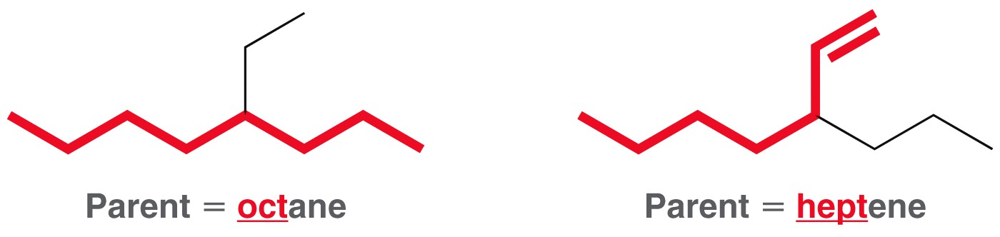 Parent = octane
Parent = heptene